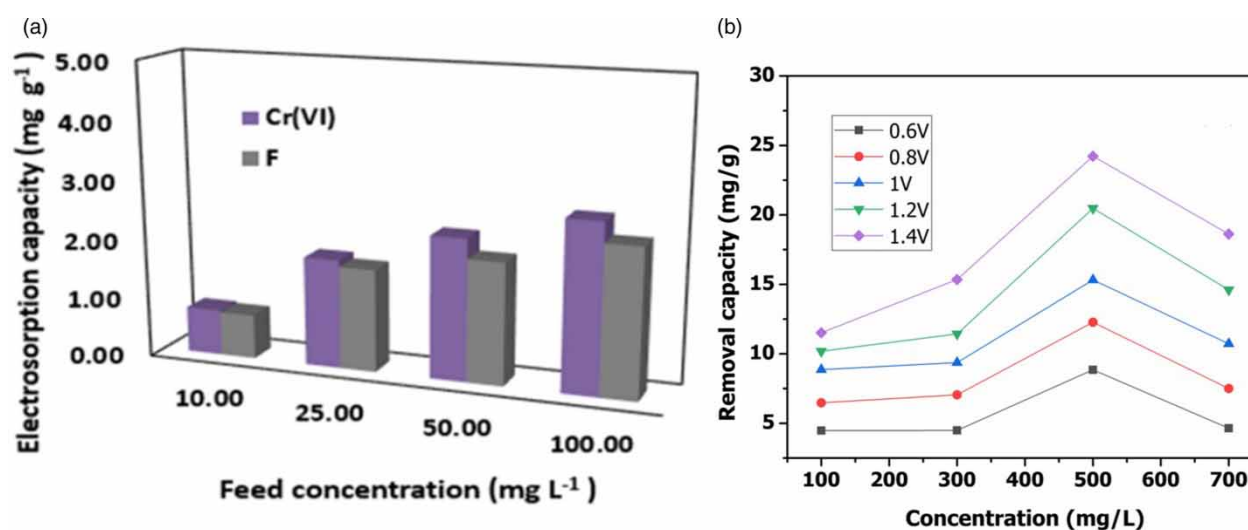 (a)
Electrosorption capacity (mg g-1)
5.00
4.00
3.00
2.00
1.00
0.00
Cr(VI)
F
10.00
25.00
50.00
100.00
Feed concentration (mg L-1 )
(b)
Removal capacity (mg/g)
30
25
20
15
10
5
0.6V
0.8V
1V
1.2V
1.4V
100 200 300 400 500 600 700
Concentration (mg/L)